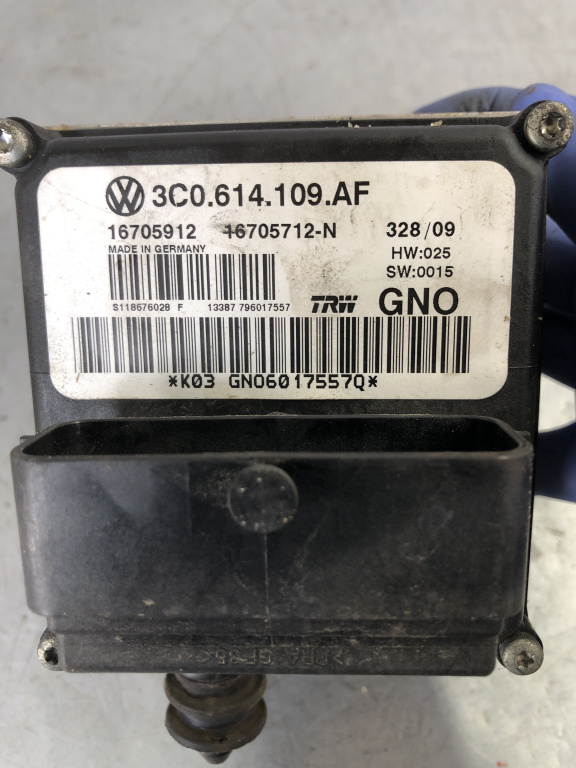 3C0.614.109.AF
16705912 16705712-N 328/09
MADE IN GERMANY HW:025
SW:0015
S118676028 F 13387 796017557 TRW GNO
*K03 GNO6017557Q*